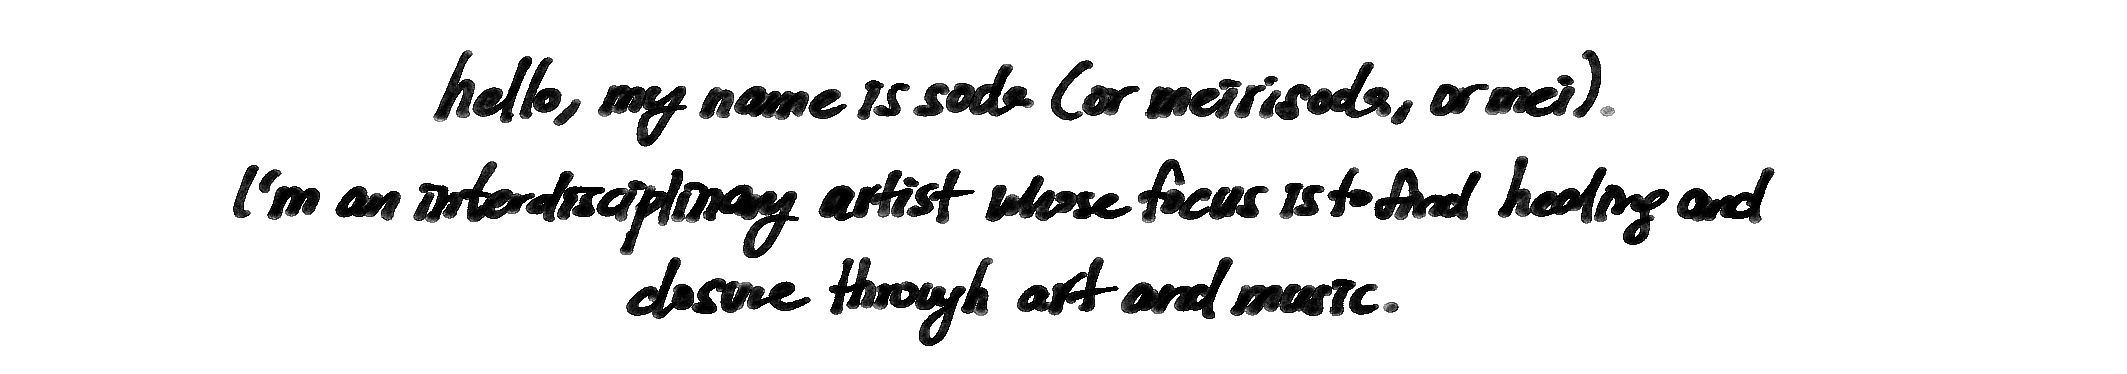 hello, my name is soda (or meirisoda, or mei).
I'm an interdisciplinary artist whose focus is to find healing and
closure through art and music.